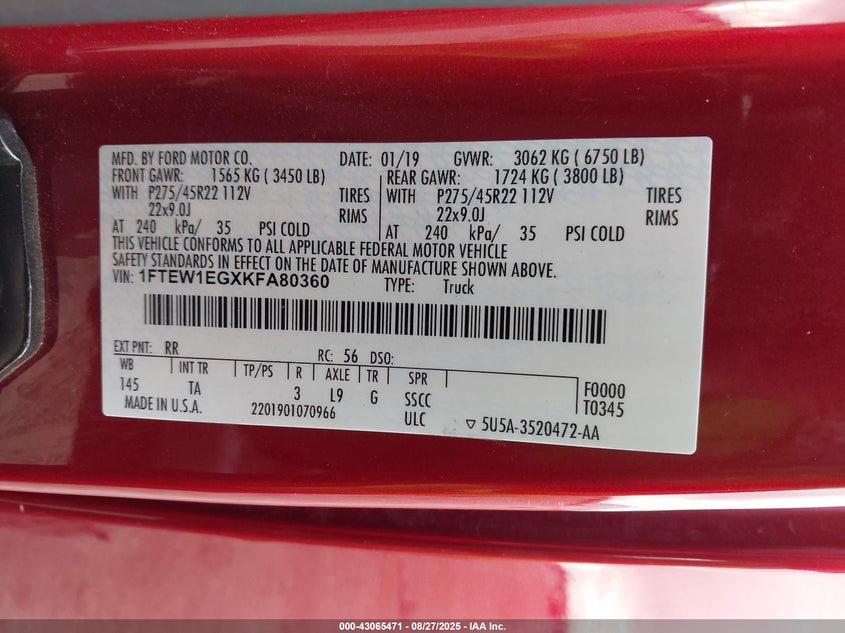 MFD. BY FORD MOTOR CO. DATE: 01/19 GVWR: 3062 KG ( 6750 LB)
FRONT GAWR: 1565 KG ( 3450 LB) REAR GAWR: 1724 KG ( 3800 LB)
WITH P275/45R22 112V TIRES WITH P275/45R22 112V TIRES
22x9.0J RIMS 22x9.0J RIMS
AT 240 kPa/ 35 PSI COLD AT 240 kPa/ 35 PSI COLD
THIS VEHICLE CONFORMS TO ALL APPLICABLE FEDERAL MOTOR VEHICLE
SAFETY STANDARDS IN EFFECT ON THE DATE OF MANUFACTURE SHOWN ABOVE.
VIN: 1FTEW1EGXKFA80360 TYPE: Truck
EXT PNT: RR RC: 56 DSO:
WB INT TR TP/PS R AXLE TR SPR F0000
145 TA 3 L9 G SSCC T0345
MADE IN U.S.A. 2201901070966 ULC ▽ 5U5A-3520472-AA
000-43065471 - 08/27/2025 - IAA Inc.